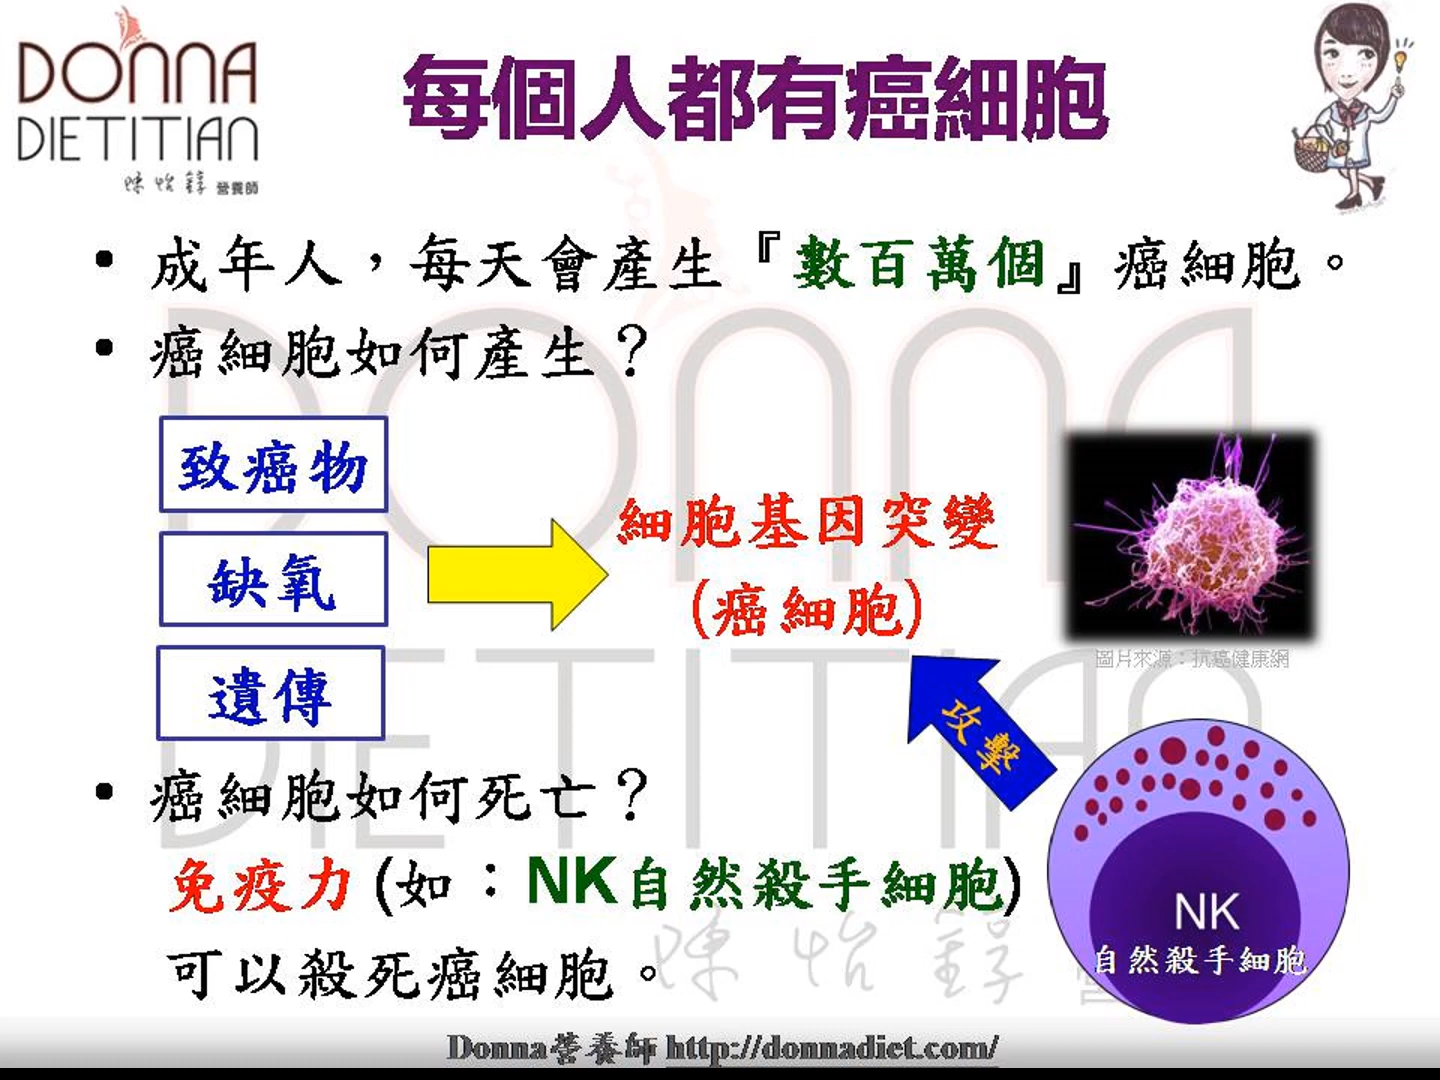 DONNA
DIETITIAN
陳怡錞 營養師
每個人都有癌細胞
• 成年人，每天會產生『數百萬個』癌細胞。
• 癌細胞如何產生？
致癌物
缺氧
遺傳
細胞基因突變
(癌細胞)
圖片來源：抗癌健康網
攻擊
• 癌細胞如何死亡？
免疫力(如：NK自然殺手細胞)
可以殺死癌細胞。
NK
自然殺手細胞
Donna營養師 http://donnadiet.com/